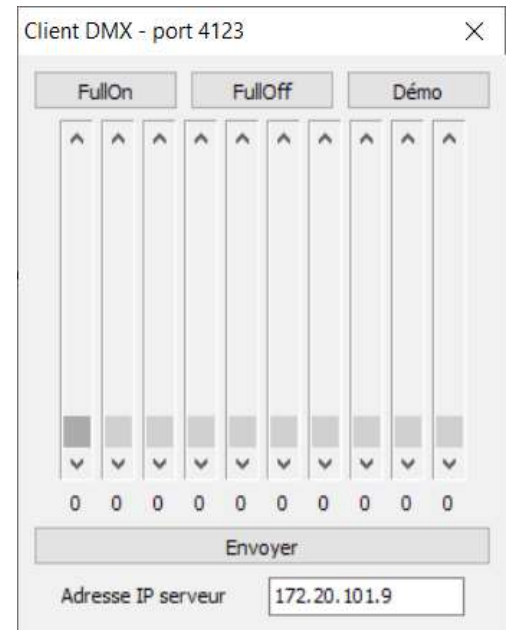 Client DMX - port 4123
FullOn FullOff Démo
0 0 0 0 0 0 0 0 0 0
Envoyer
Adresse IP serveur 172.20.101.9